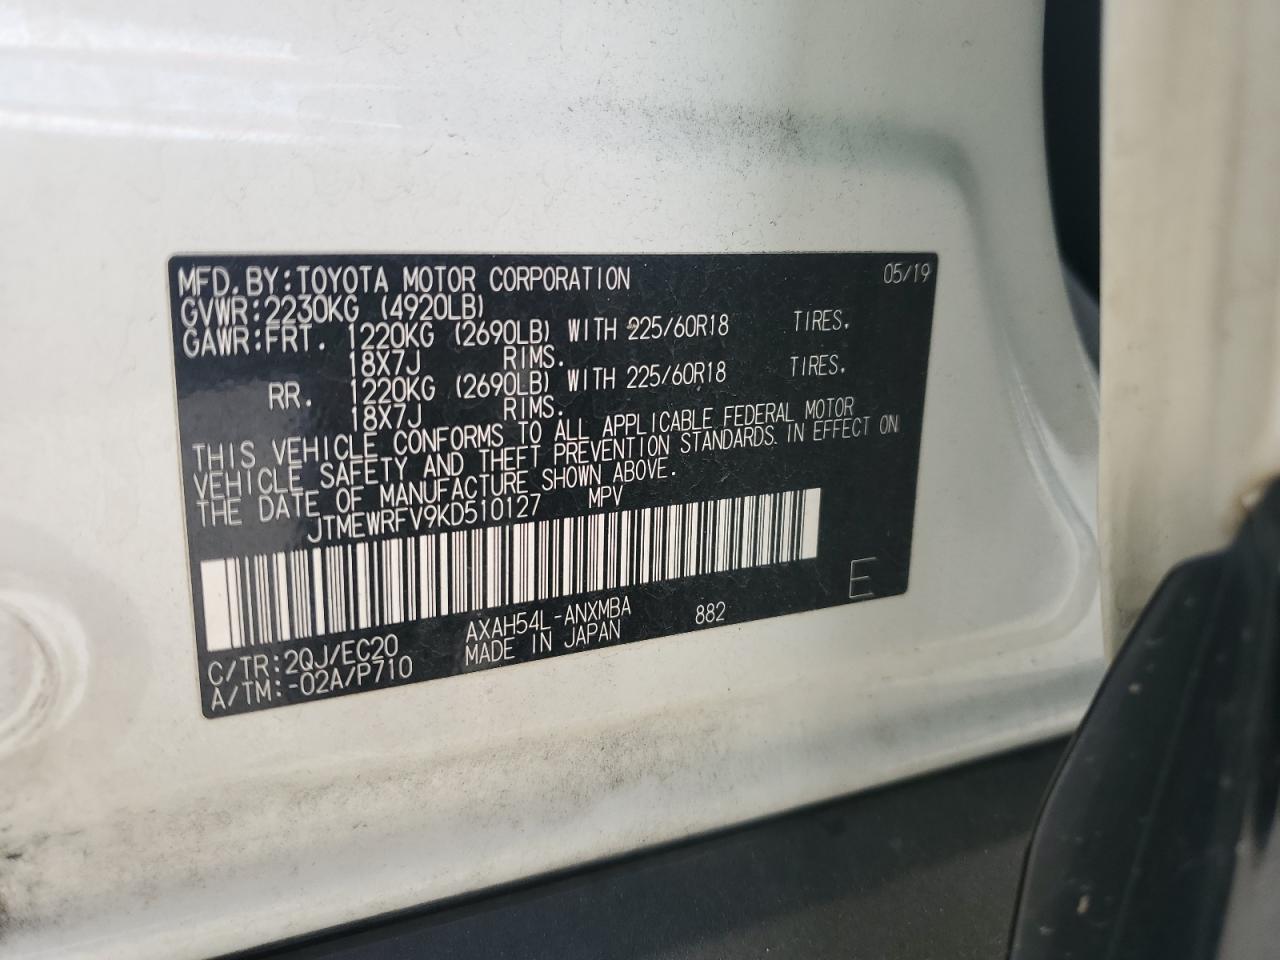 MFD. BY: TOYOTA MOTOR CORPORATION 05/19
GVWR: 2230KG (4920LB)
GAWR: FRT. 1220KG (2690LB) WITH 225/60R18 TIRES.
18X7J RIMS.
RR. 1220KG (2690LB) WITH 225/60R18 TIRES.
18X7J RIMS.
THIS VEHICLE CONFORMS TO ALL APPLICABLE FEDERAL MOTOR
VEHICLE SAFETY AND THEFT PREVENTION STANDARDS IN EFFECT ON
THE DATE OF MANUFACTURE SHOWN ABOVE.
JTMEWRFV9KD510127 MPV
C/TR: 2QJ/EC20 AXAH54L-ANXMBA 882 E
A/TM: -02A/P710 MADE IN JAPAN